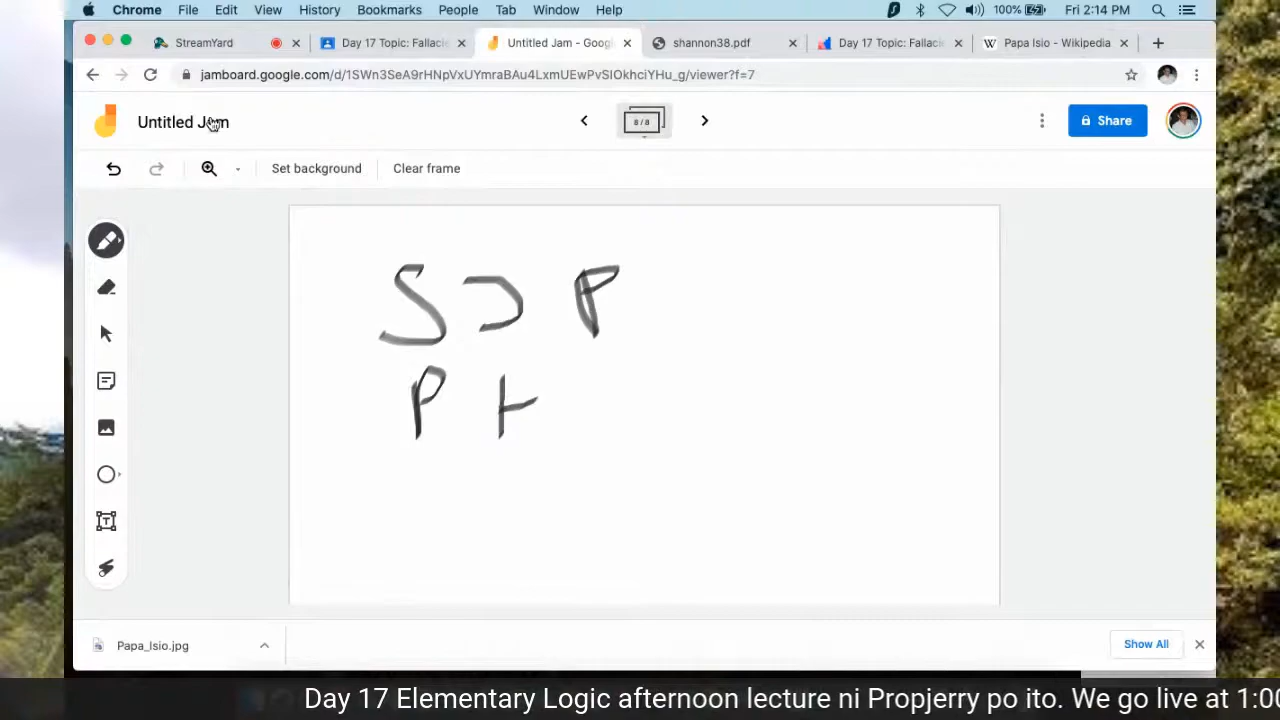 Chrome File Edit View History Bookmarks People Tab Window Help 100% Fri 2:14 PM
StreamYard Day 17 Topic: Fallacie Untitled Jam - Goog shannon38.pdf Day 17 Topic: Fallacie Papa Isio - Wikipedia
jamboard.google.com/d/1SWn3SeA9rHNpVxUYmraBAu4LxmUEwPvSIOkhciYHu_g/viewer?f=7
Untitled Jam 8/8 Share
Set background Clear frame
S ⊃ P
P ⊢
Papa_Isio.jpg Show All
Day 17 Elementary Logic afternoon lecture ni Propjerry po ito. We go live at 1:00